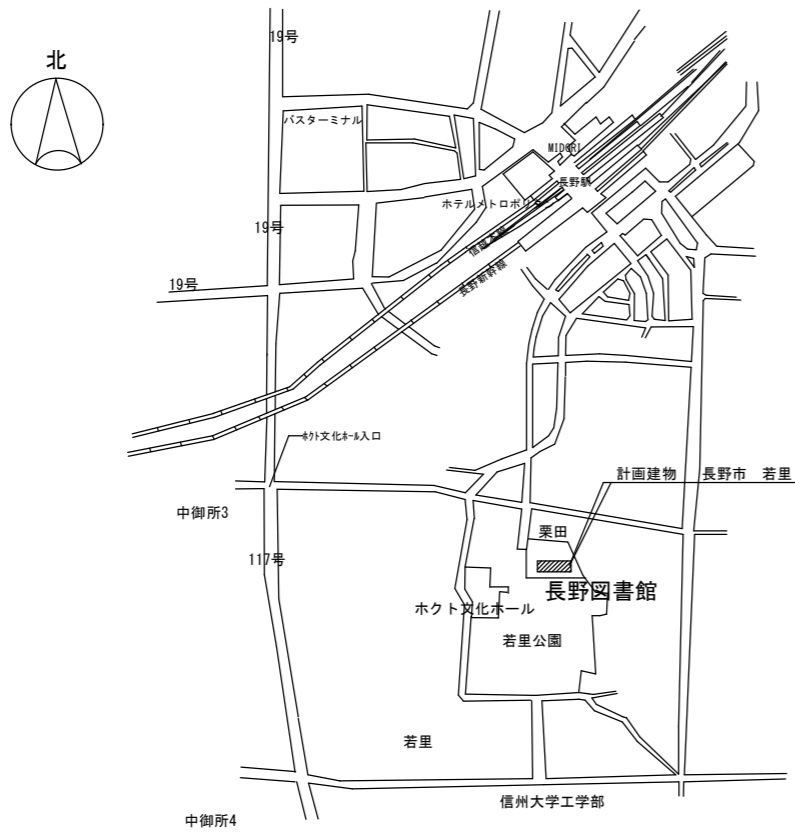 19号
北
バスターミナル
MIDORI
長野駅
ホテルメトロポリ
19号
信越本線
長野新幹線
19号
ホクト文化ホール入口
計画建物　長野市　若里
中御所3
栗田
117号
長野図書館
ホクト文化ホール
若里公園
若里
信州大学工学部
中御所4